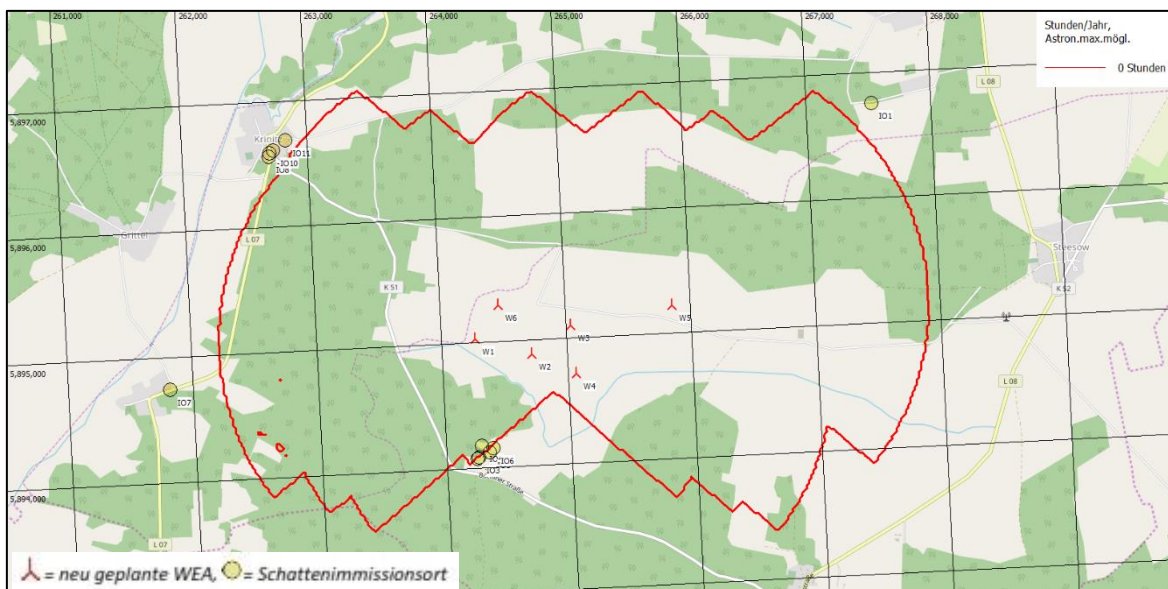 261,000
262,000
263,000
264,000
265,000
266,000
267,000
268,000
Stunden/Jahr,
Astron.max.mögl.
0 Stunden
L 08
IO1
5,897,000
IO11
IO10
IO8
Grittel
L 07
5,896,000
K 51
Steesow
K 52
W6
W5
W3
W1
W2
W4
5,895,000
IO7
L 08
IO6
IO3
5,894,000
L 07
= neu geplante WEA, = Schattenimmissionsort